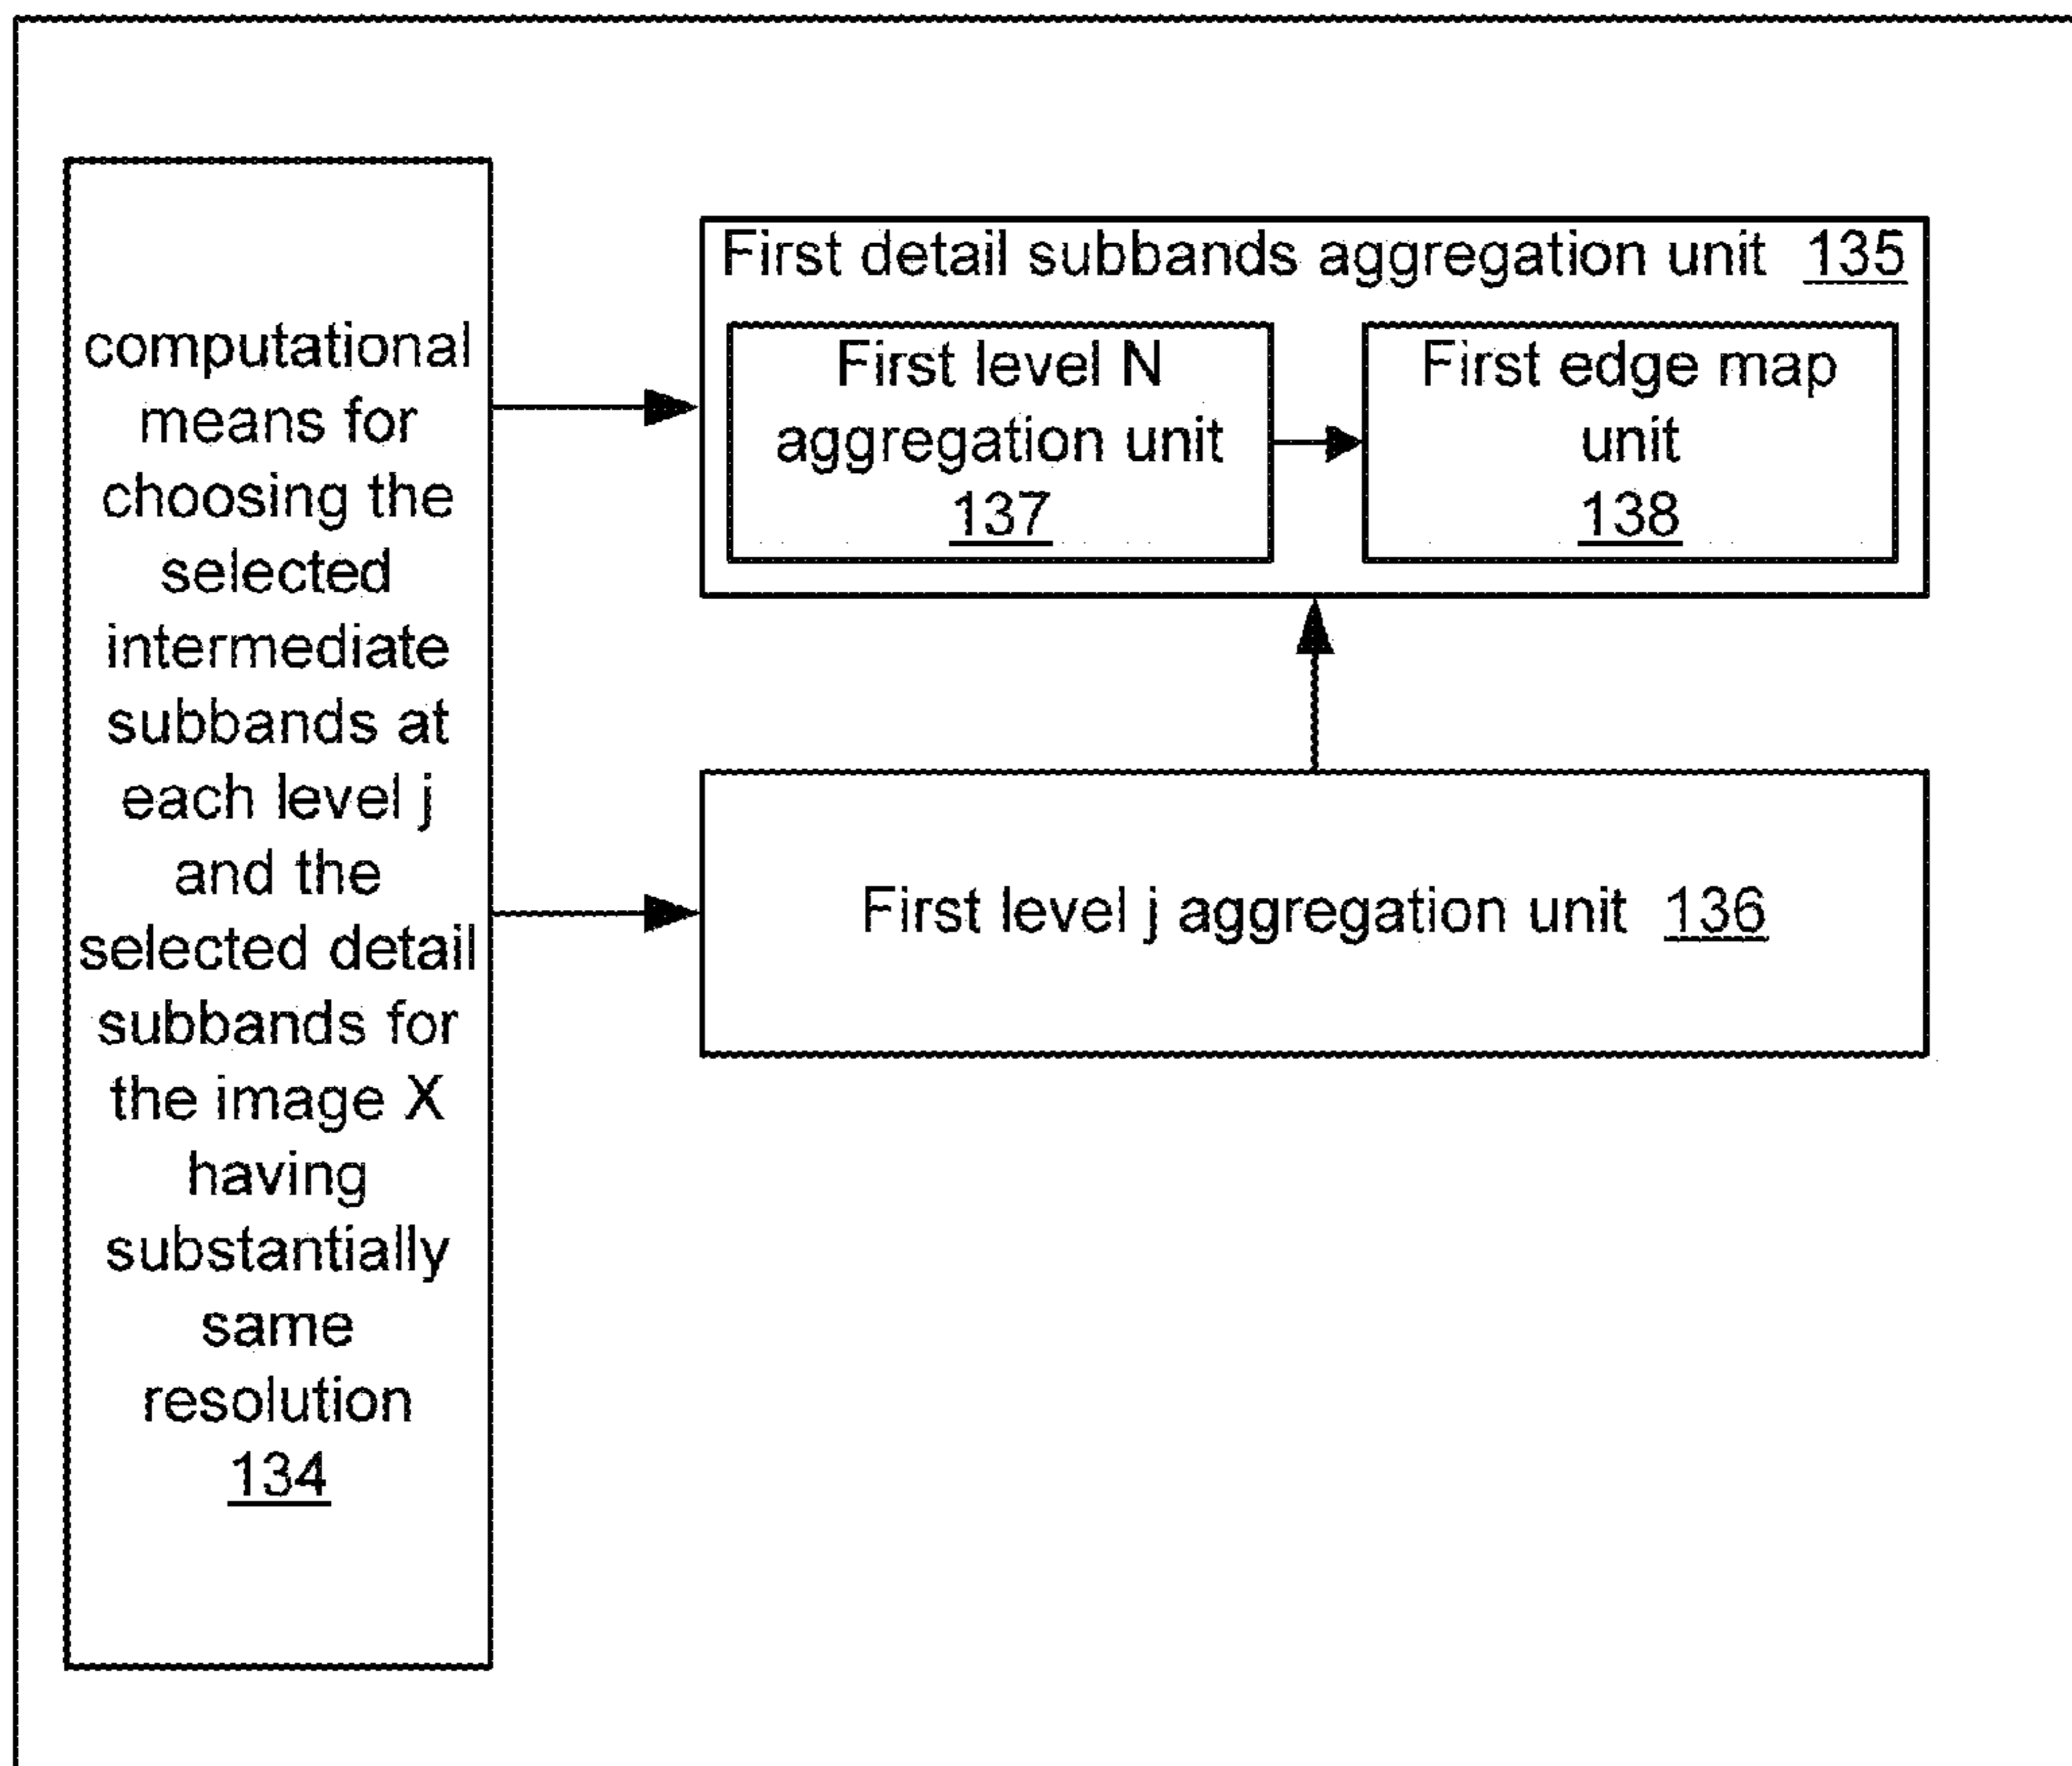 computational
means for
choosing the
selected
intermediate
subbands at
each level j
and the
selected detail
subbands for
the image X
having
substantially
same
resolution
134
First detail subbands aggregation unit 135
First level N
aggregation unit
137
First edge map
unit
138
First level j aggregation unit 136